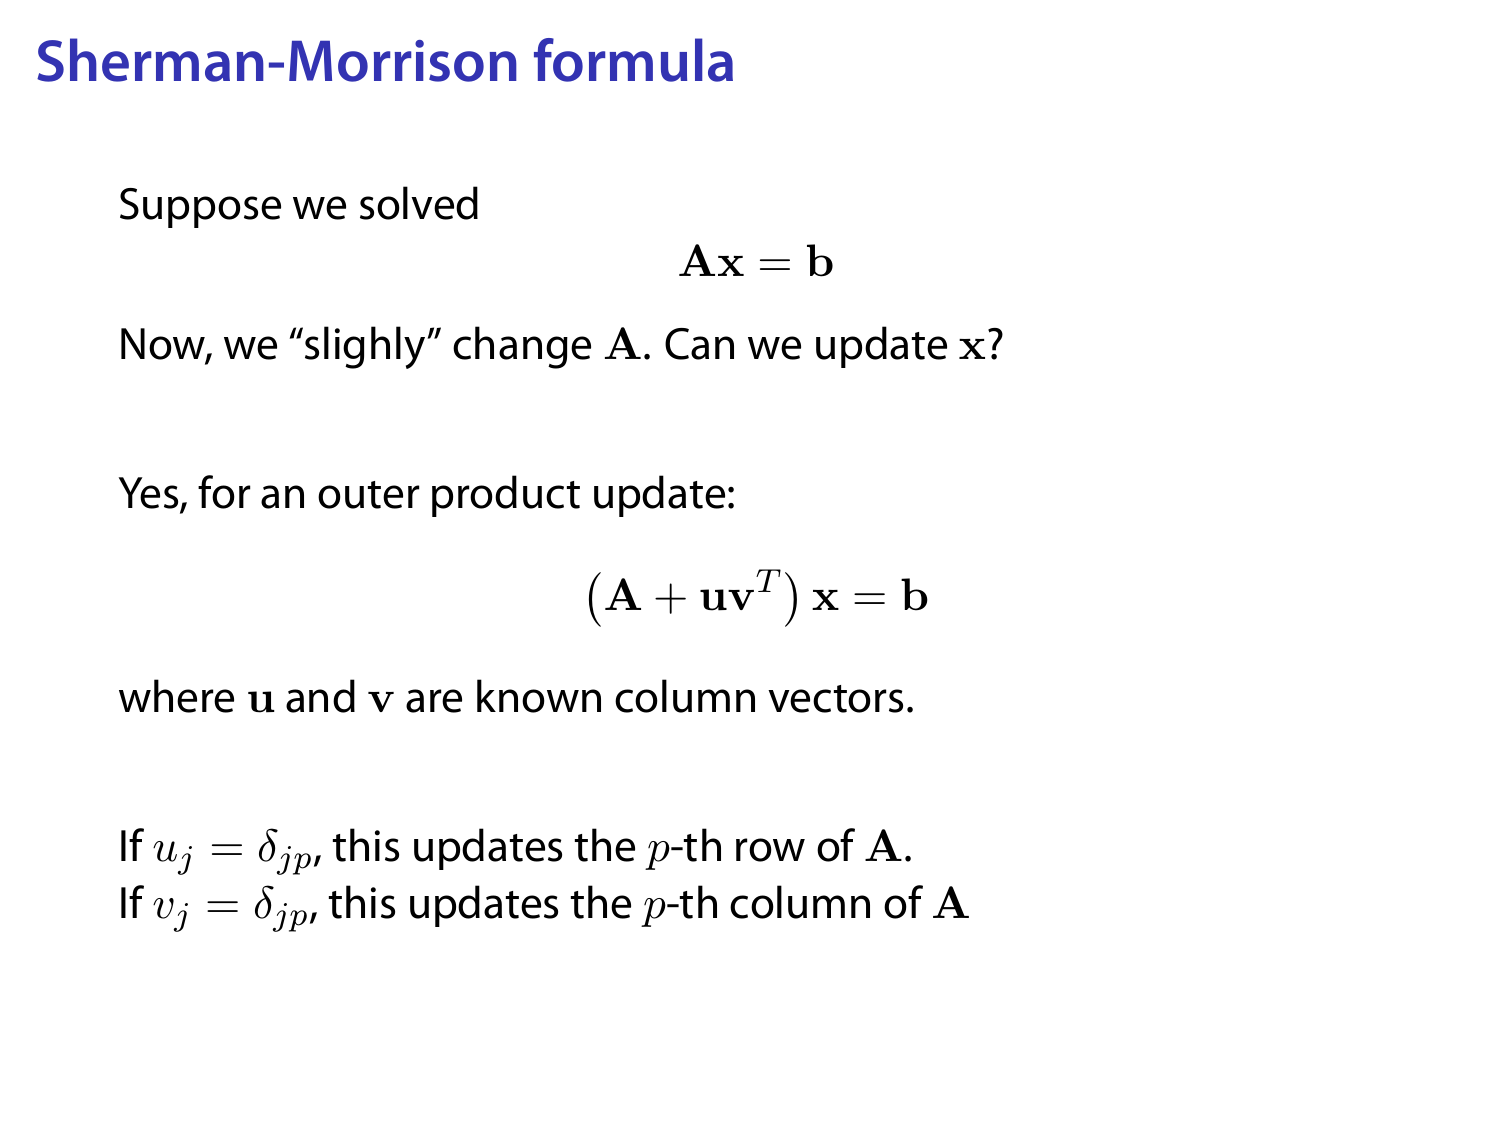 Sherman-Morrison formula
Suppose we solved
Ax = b
Now, we “slighly” change A. Can we update x?
Yes, for an outer product update:
(A + uv^T) x = b
where u and v are known column vectors.
If u_j = δ_jp, this updates the p-th row of A.
If v_j = δ_jp, this updates the p-th column of A